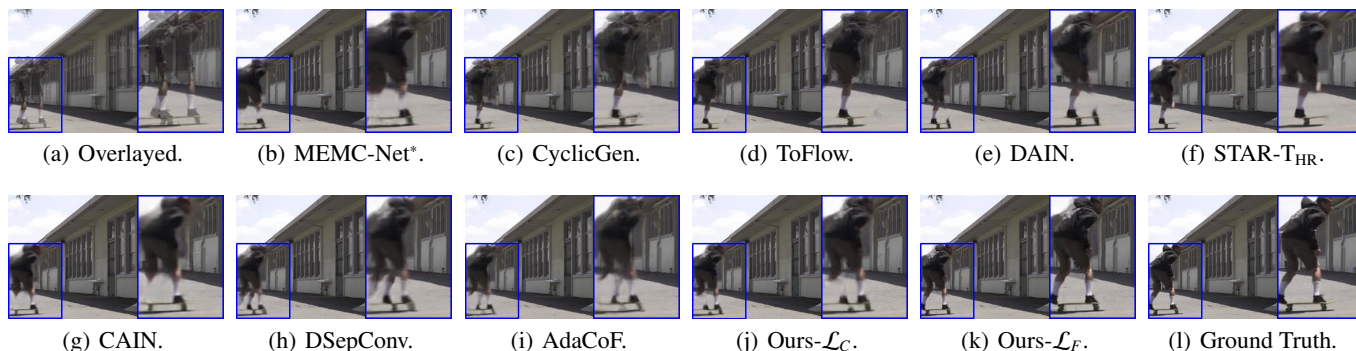 (a) Overlayed. (b) MEMC-Net*. (c) CyclicGen. (d) ToFlow. (e) DAIN. (f) STAR-T_HR.
(g) CAIN. (h) DSepConv. (i) AdaCoF. (j) Ours-ℒ_C. (k) Ours-ℒ_F. (l) Ground Truth.